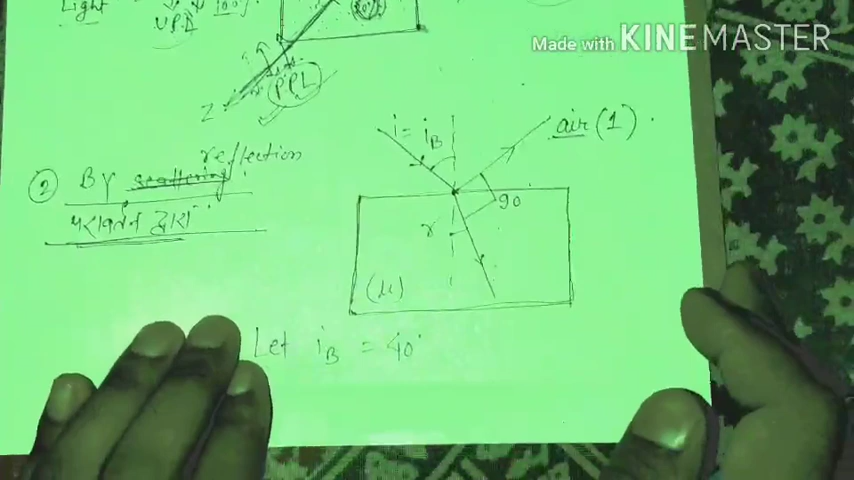 Light
UPL 100%
Made with KINEMASTER
PPL
Z
② By scattering reflection
परावर्तन द्वारा
i = iB
air (1)
90
r
(μ)
Let iB = 40°